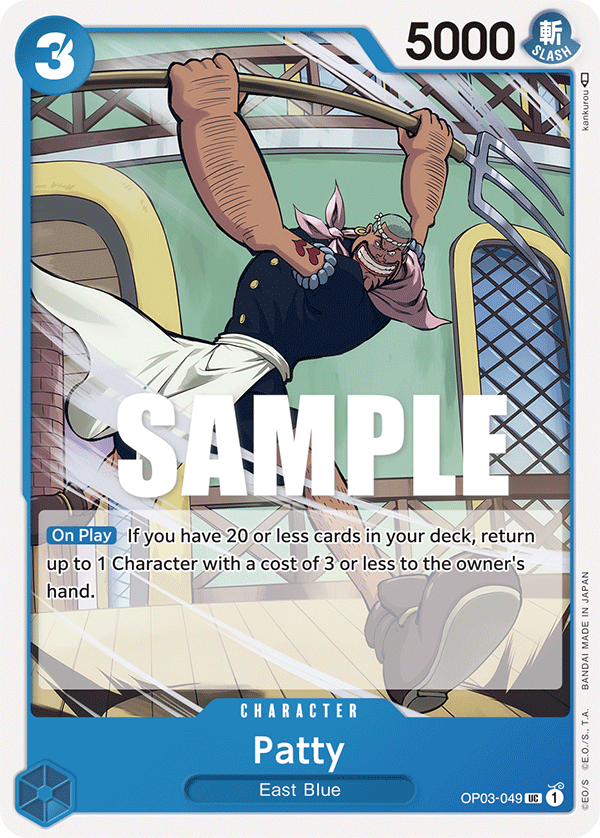 3
5000
斬
SLASH
kankurou
SAMPLE
On Play If you have 20 or less cards in your deck, return
up to 1 Character with a cost of 3 or less to the owner's
hand.
CHARACTER
Patty
East Blue
OP03-049 UC 1
©EO/S ©E.O./S., T.A. BANDAI MADE IN JAPAN